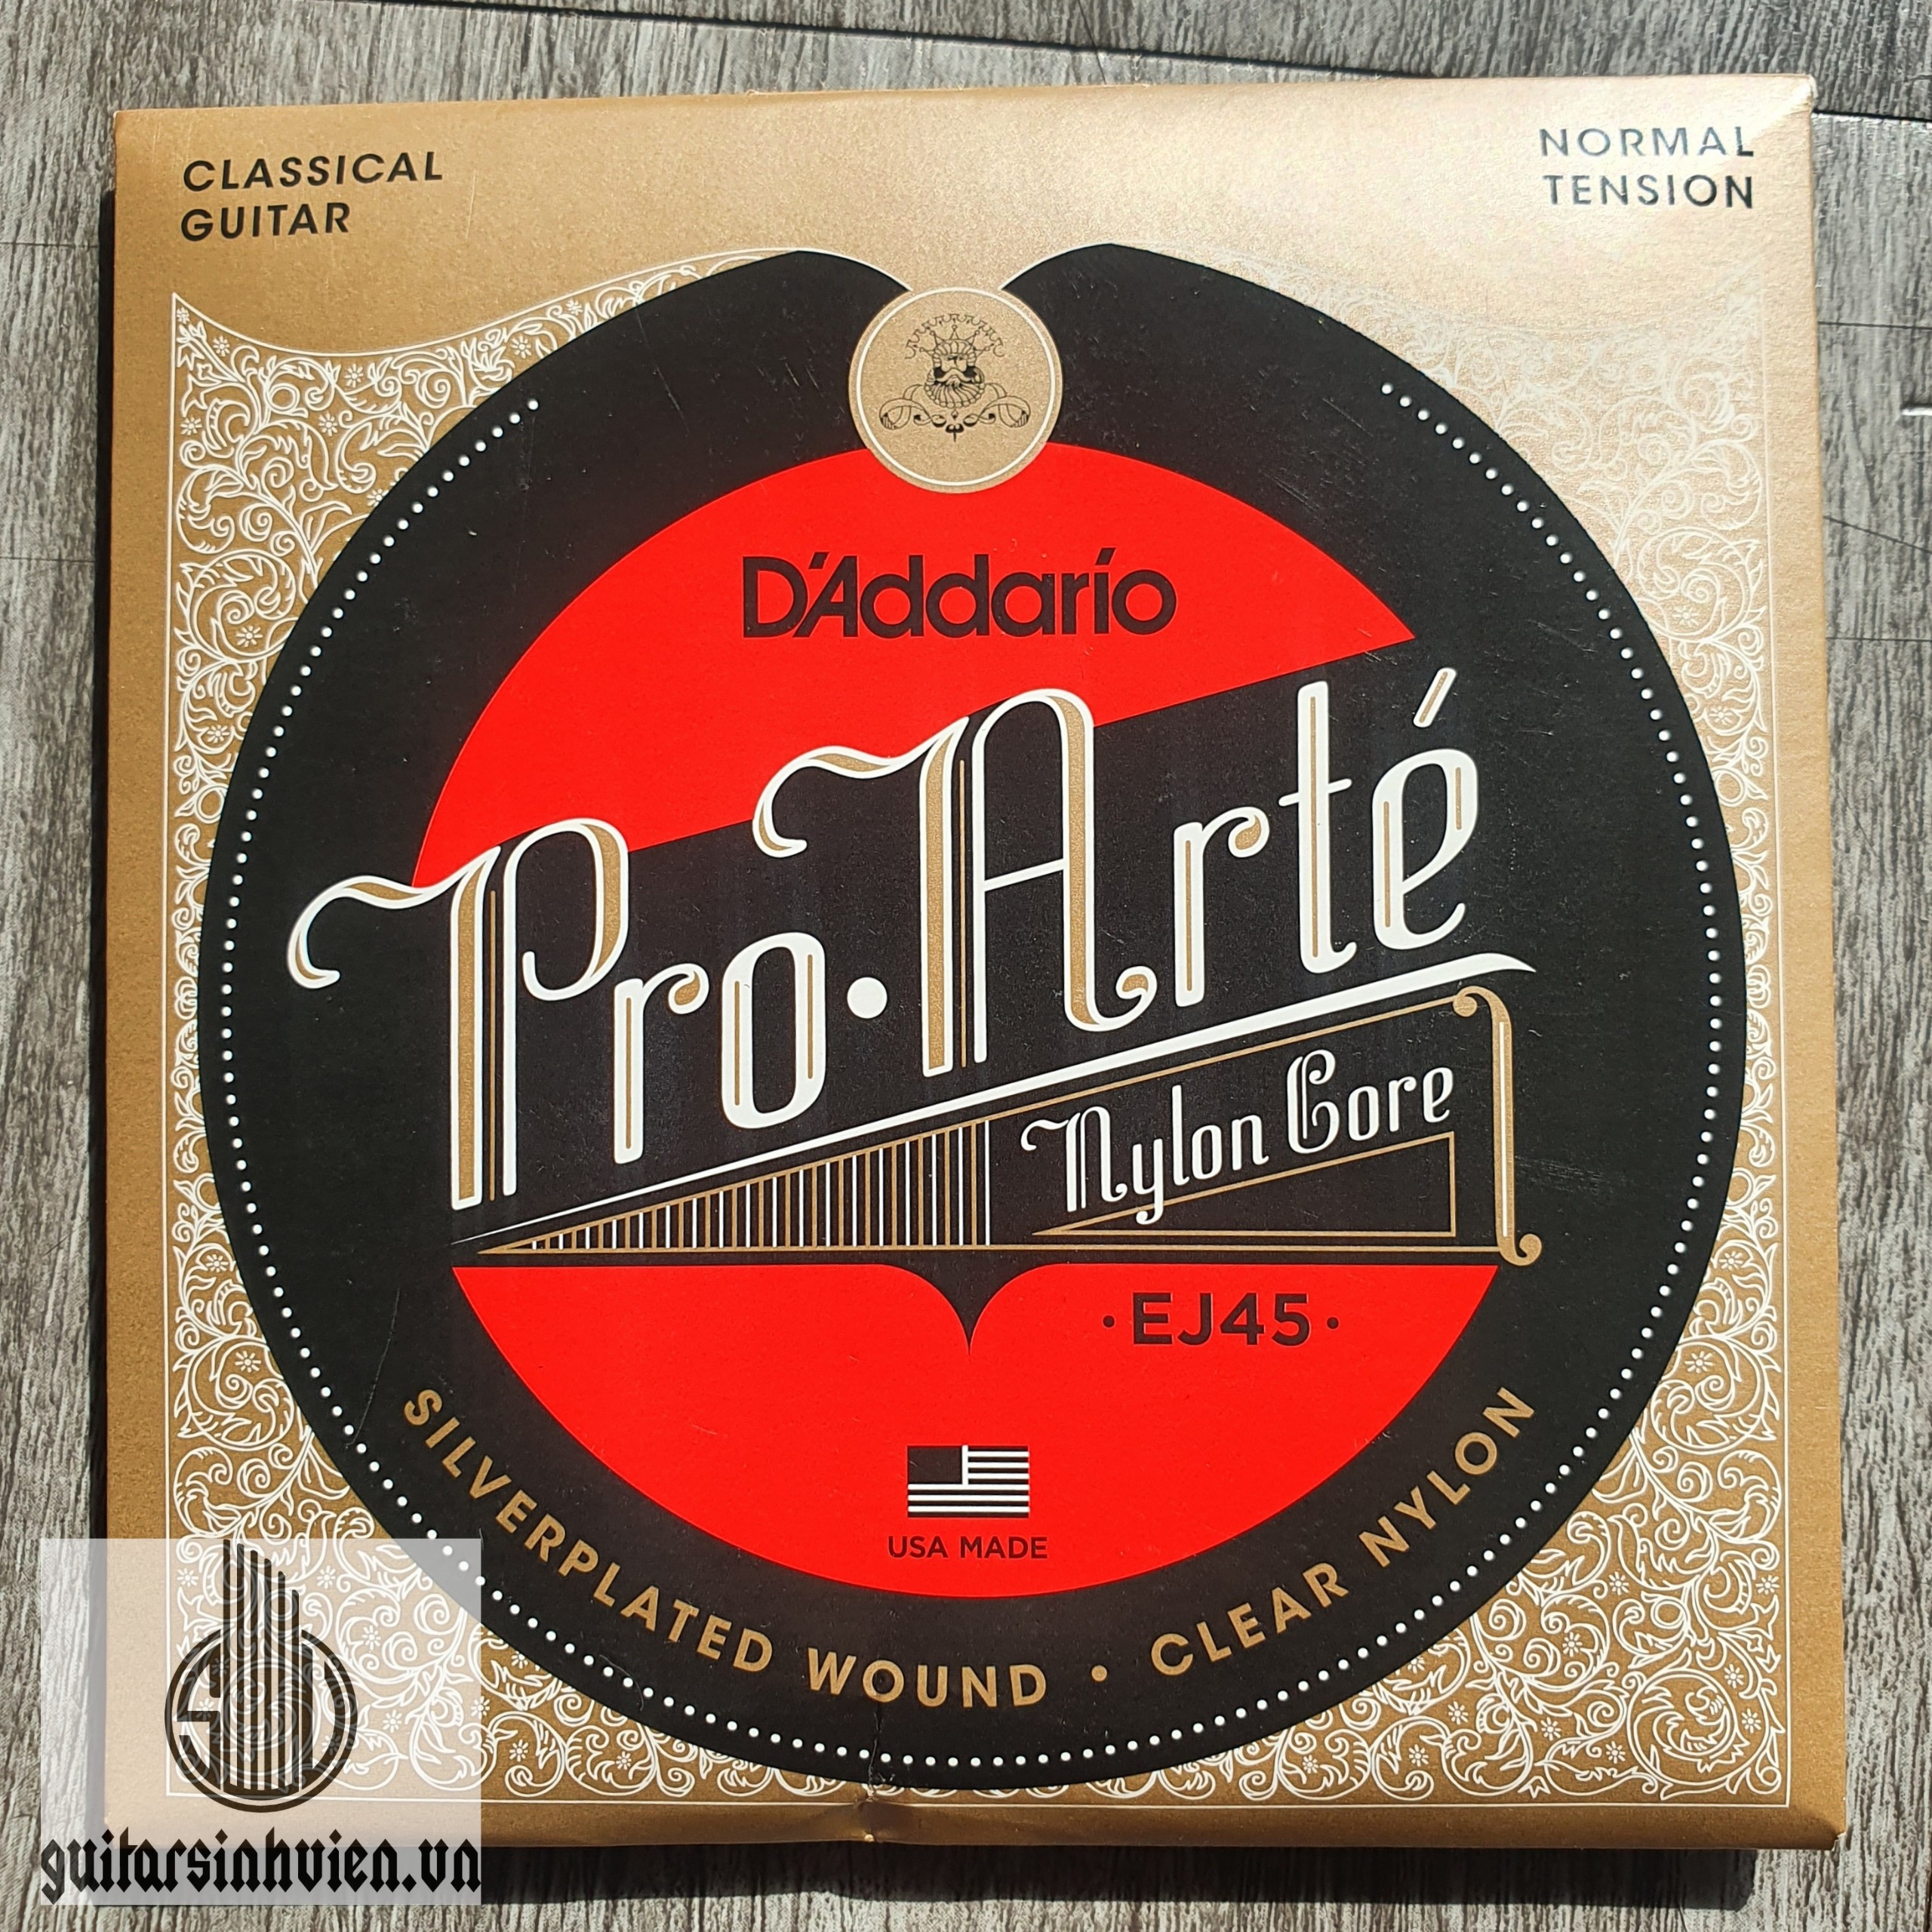 CLASSICAL
GUITAR
NORMAL
TENSION
D'Addario
Pro·Arté
Nylon Core
·EJ45·
USA MADE
SILVERPLATED WOUND • CLEAR NYLON
guitarsinhvien.vn